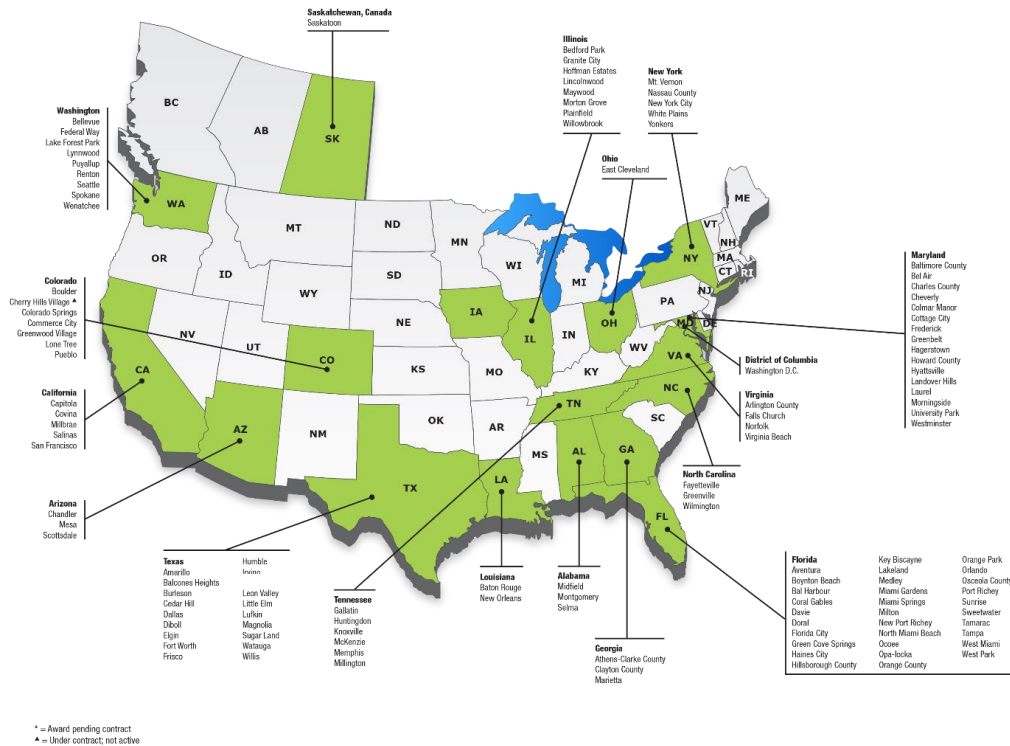 Saskatchewan, Canada
Saskatoon
Illinois
Bedford Park
Granite City
Hoffman Estates
Lincolnwood
Maywood
Morton Grove
Plainfield
Willowbrook
New York
Mt. Vernon
Nassau County
New York City
White Plains
Yonkers
Ohio
East Cleveland
Washington
Bellevue
Federal Way
Lake Forest Park
Lynnwood
Puyallup
Renton
Seattle
Spokane
Wenatchee
BC
AB
SK
WA
MT
ND
MN
OR
ID
SD
WI
MI
NY
VT
ME
NH
MA
CT
RI
WY
IA
NE
PA
NJ
NV
UT
CO
IL
IN
OH
MD
DE
WV
VA
CA
KS
MO
KY
NC
TN
AZ
NM
OK
AR
SC
MS
AL
GA
TX
LA
FL
Colorado
Boulder
Cherry Hills Village ▲
Colorado Springs
Commerce City
Greenwood Village
Lone Tree
Pueblo
California
Capitola
Covina
Millbrae
Salinas
San Francisco
Arizona
Chandler
Mesa
Scottsdale
Maryland
Baltimore County
Bel Air
Charles County
Cheverly
Colmar Manor
Cottage City
Frederick
Greenbelt
Hagerstown
Howard County
Hyattsville
Landover Hills
Laurel
Morningside
University Park
Westminster
District of Columbia
Washington D.C.
Virginia
Arlington County
Falls Church
Norfolk
Virginia Beach
North Carolina
Fayetteville
Greenville
Wilmington
Texas
Amarillo
Balcones Heights
Burleson
Cedar Hill
Dallas
Diboll
Elgin
Fort Worth
Frisco
Humble
Irving
Leon Valley
Little Elm
Lufkin
Magnolia
Sugar Land
Watauga
Willis
Tennessee
Gallatin
Huntingdon
Knoxville
McKenzie
Memphis
Millington
Louisiana
Baton Rouge
New Orleans
Alabama
Midfield
Montgomery
Selma
Georgia
Athens-Clarke County
Clayton County
Marietta
Florida
Aventura
Boynton Beach
Bal Harbour
Coral Gables
Davie
Doral
Florida City
Green Cove Springs
Haines City
Hillsborough County
Key Biscayne
Lakeland
Medley
Miami Gardens
Miami Springs
Milton
New Port Richey
North Miami Beach
Ocoee
Opa-locka
Orange County
Orange Park
Orlando
Osceola County
Port Richey
Sunrise
Sweetwater
Tamarac
Tampa
West Miami
West Park
* = Award pending contract
▲ = Under contract; not active